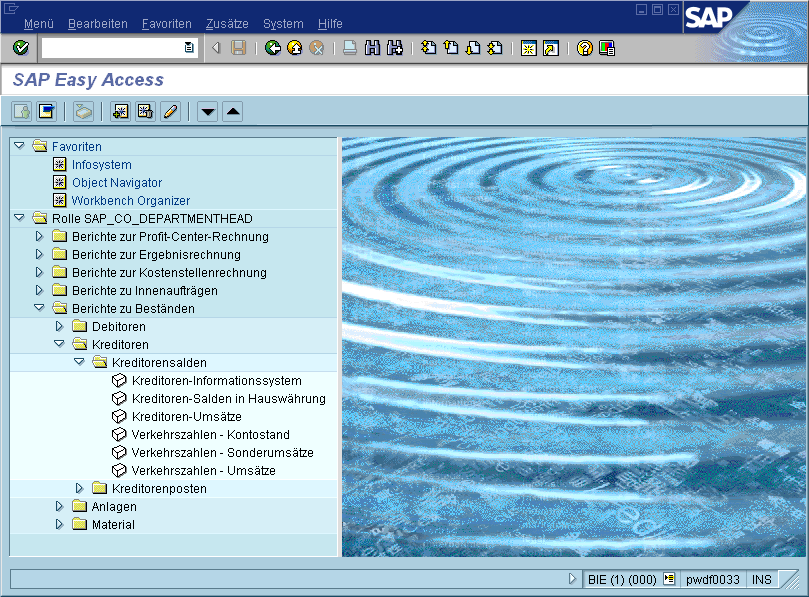 Menü Bearbeiten Favoriten Zusätze System Hilfe
SAP
SAP Easy Access
Favoriten
Infosystem
Object Navigator
Workbench Organizer
Rolle SAP_CO_DEPARTMENTHEAD
Berichte zur Profit-Center-Rechnung
Berichte zur Ergebnisrechnung
Berichte zur Kostenstellenrechnung
Berichte zu Innenaufträgen
Berichte zu Beständen
Debitoren
Kreditoren
Kreditorensalden
Kreditoren-Informationssystem
Kreditoren-Salden in Hauswährung
Kreditoren-Umsätze
Verkehrszahlen - Kontostand
Verkehrszahlen - Sonderumsätze
Verkehrszahlen - Umsätze
Kreditorenposten
Anlagen
Material
BIE (1) (000) pwdf0033 INS